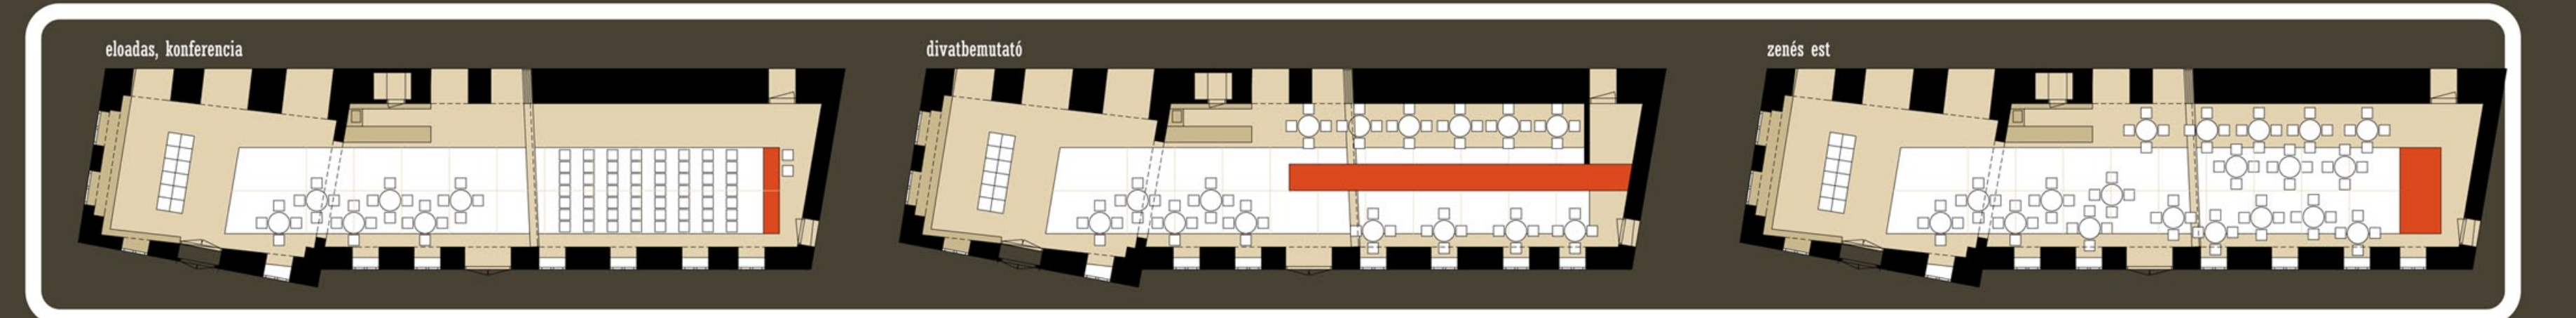 eloadas, konferencia
divatbemutató
zenés est